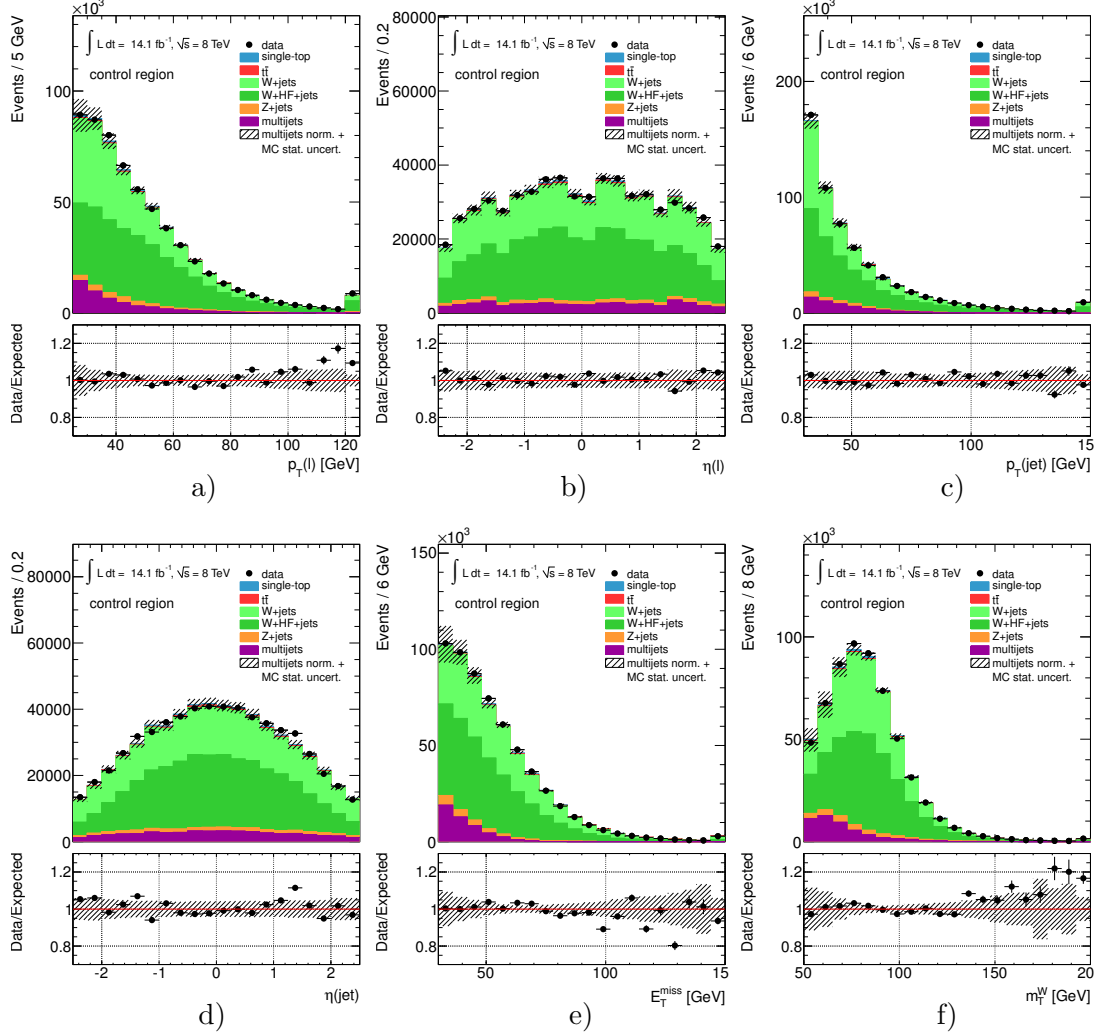 ×10³
Events / 5 GeV
100
50
0
∫ L dt = 14.1 fb⁻¹, √s = 8 TeV
control region
data
single-top
tt̄
W+jets
W+HF+jets
Z+jets
multijets
multijets norm. +
MC stat. uncert.
Data/Expected
1.2
1
0.8
40 60 80 100 120
p_T(l) [GeV]
a)
Events / 0.2
80000
60000
40000
20000
0
∫ L dt = 14.1 fb⁻¹, √s = 8 TeV
control region
data
single-top
tt̄
W+jets
W+HF+jets
Z+jets
multijets
multijets norm. +
MC stat. uncert.
Data/Expected
1.2
1
0.8
-2 -1 0 1 2
η(l)
b)
×10³
Events / 6 GeV
200
100
0
∫ L dt = 14.1 fb⁻¹, √s = 8 TeV
control region
data
single-top
tt̄
W+jets
W+HF+jets
Z+jets
multijets
multijets norm. +
MC stat. uncert.
Data/Expected
1.2
1
0.8
50 100 15
p_T(jet) [GeV]
c)
Events / 0.2
80000
60000
40000
20000
0
∫ L dt = 14.1 fb⁻¹, √s = 8 TeV
control region
data
single-top
tt̄
W+jets
W+HF+jets
Z+jets
multijets
multijets norm. +
MC stat. uncert.
Data/Expected
1.2
1
0.8
-2 -1 0 1 2
η(jet)
d)
×10³
Events / 6 GeV
150
100
50
0
∫ L dt = 14.1 fb⁻¹, √s = 8 TeV
control region
data
single-top
tt̄
W+jets
W+HF+jets
Z+jets
multijets
multijets norm. +
MC stat. uncert.
Data/Expected
1.2
1
0.8
50 100 15
E_T^miss [GeV]
e)
×10³
Events / 8 GeV
100
50
0
∫ L dt = 14.1 fb⁻¹, √s = 8 TeV
control region
data
single-top
tt̄
W+jets
W+HF+jets
Z+jets
multijets
multijets norm. +
MC stat. uncert.
Data/Expected
1.2
1
0.8
50 100 150 20
m_T^W [GeV]
f)